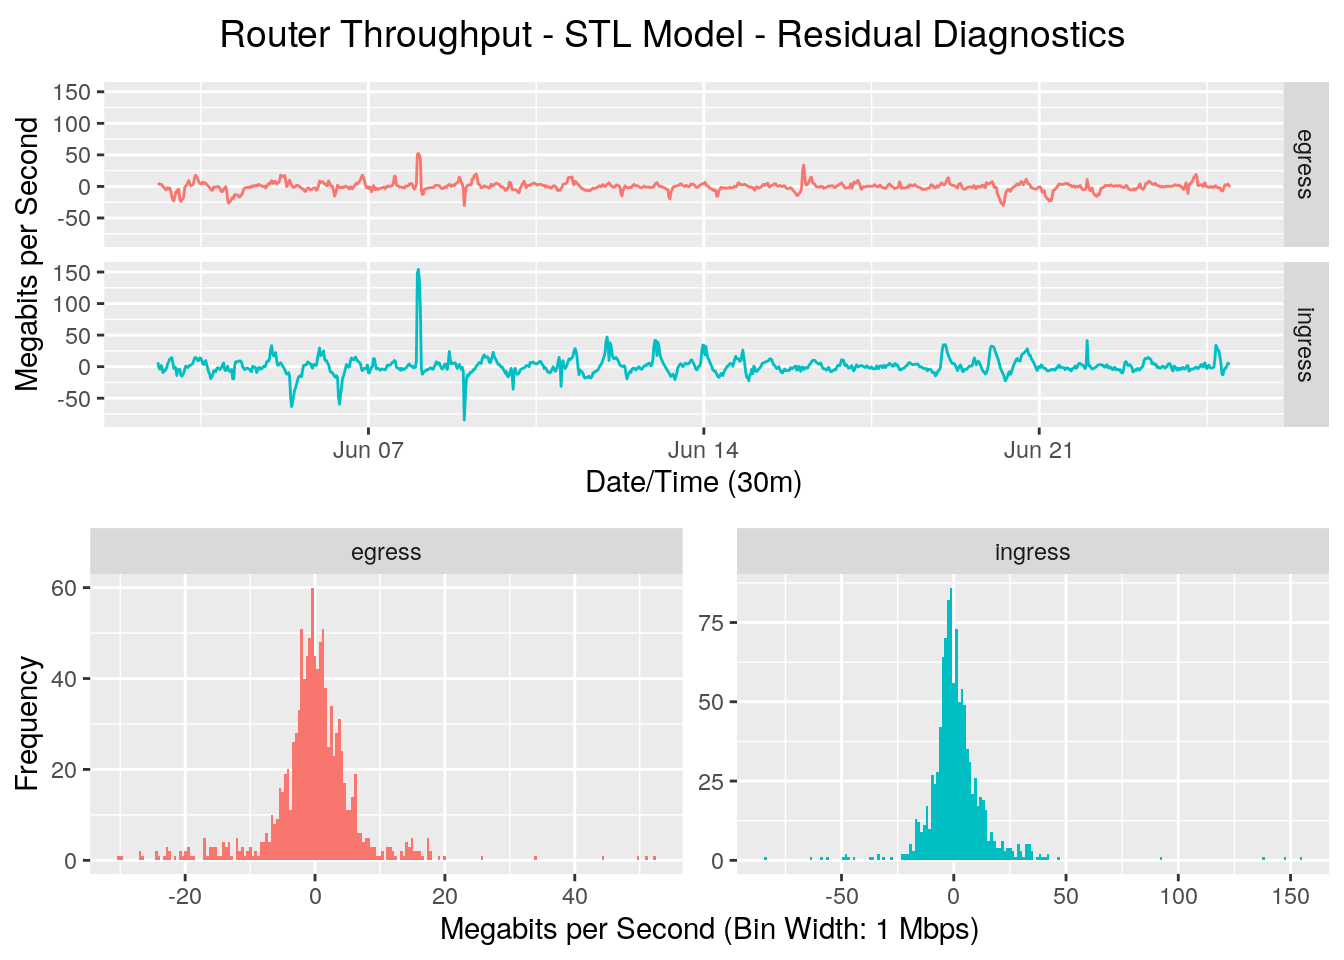 Router Throughput - STL Model - Residual Diagnostics
Megabits per Second
150
100
50
0
-50
egress
150
100
50
0
-50
ingress
Jun 07 Jun 14 Jun 21
Date/Time (30m)
egress
ingress
Frequency
60
40
20
0
-20 0 20 40
75
50
25
0
-50 0 50 100 150
Megabits per Second (Bin Width: 1 Mbps)